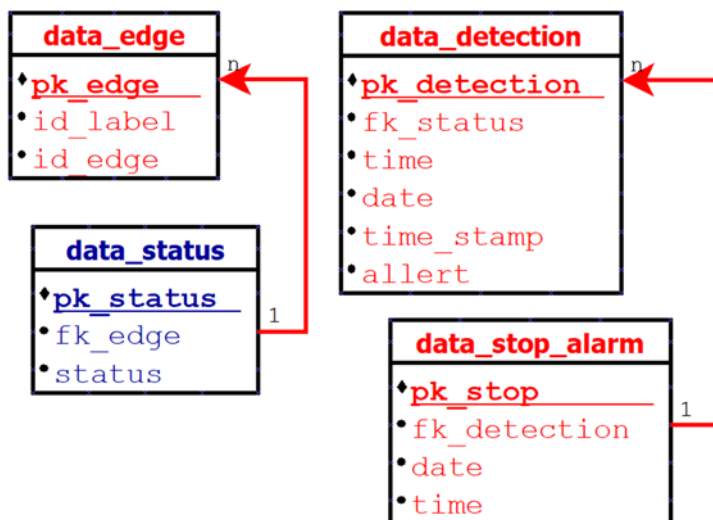 data_edge
pk_edge
id_label
id_edge
n
data_detection
pk_detection
fk_status
time
date
time_stamp
allert
n
data_status
pk_status
fk_edge
status
1
data_stop_alarm
pk_stop
fk_detection
date
time
1